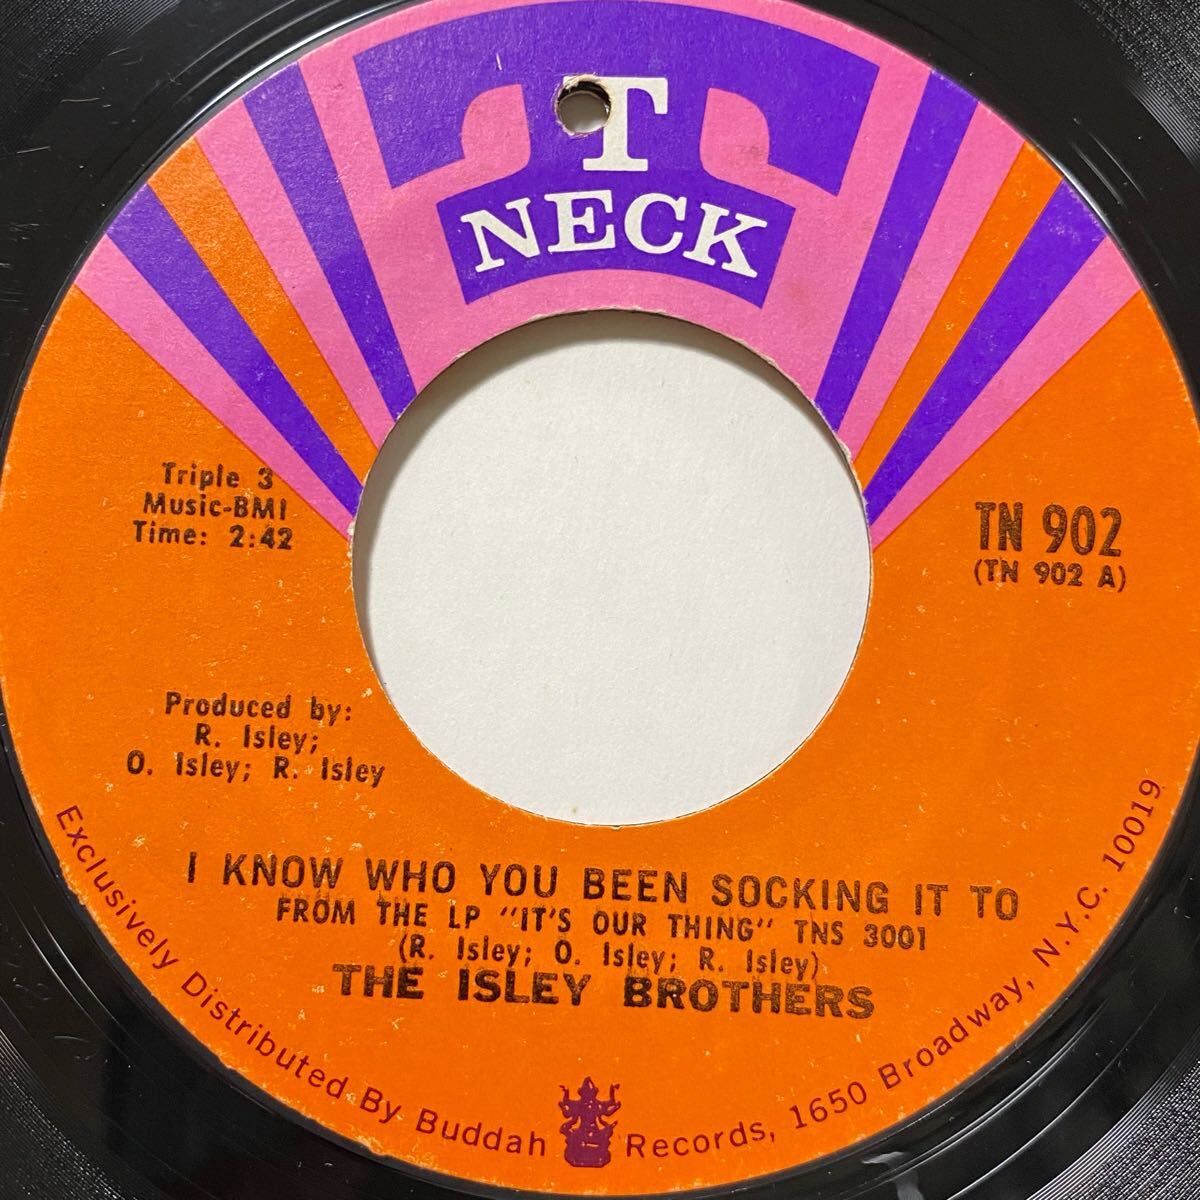 T
NECK
Triple 3
Music-BMI
Time: 2:42
TN 902
(TN 902 A)
Produced by:
R. Isley;
O. Isley; R. Isley
I KNOW WHO YOU BEEN SOCKING IT TO
FROM THE LP "IT'S OUR THING" TNS 3001
(R. Isley; O. Isley; R. Isley)
THE ISLEY BROTHERS
Exclusively Distributed By Buddah Records, 1650 Broadway, N.Y.C. 10019